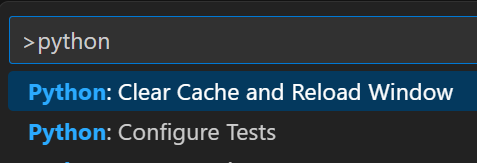 >python
Python: Clear Cache and Reload Window
Python: Configure Tests